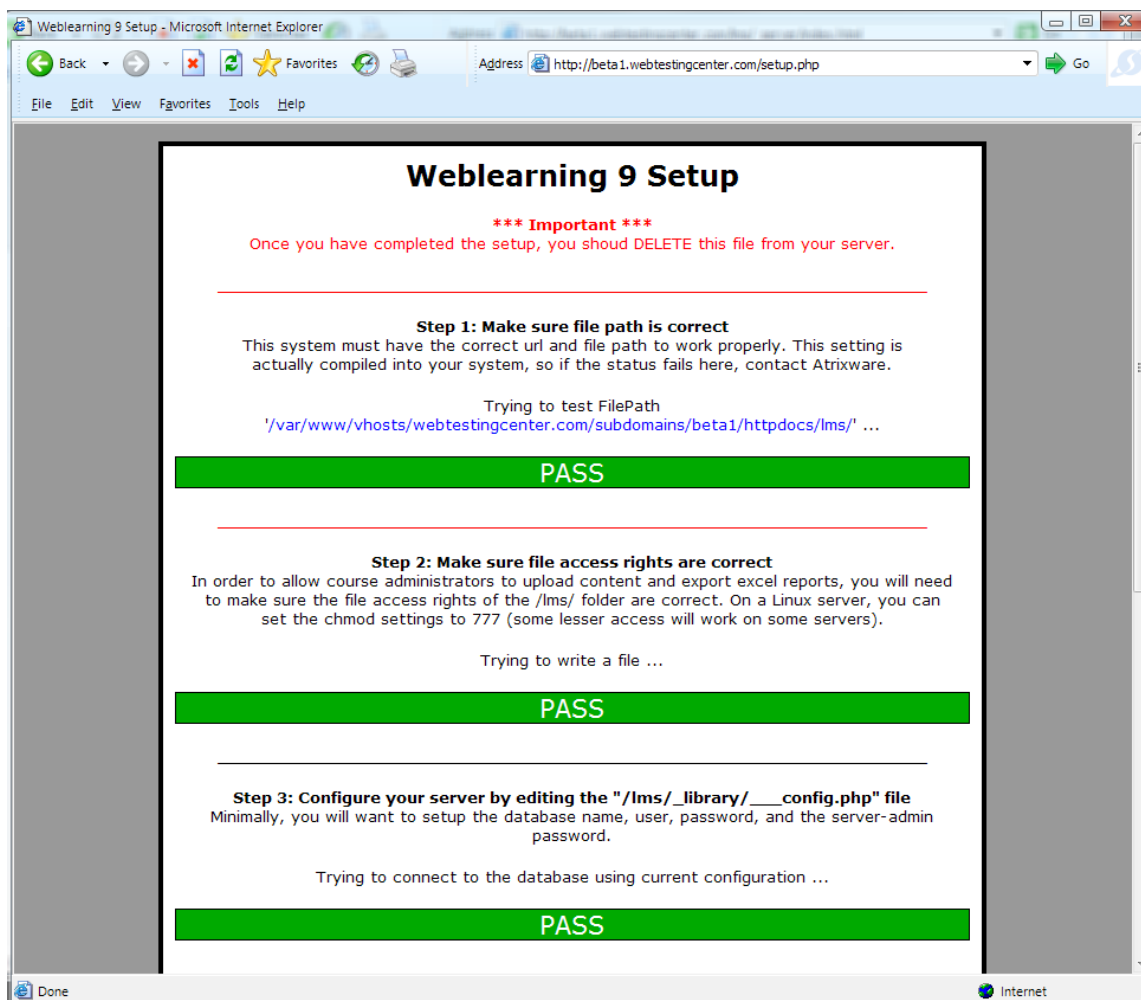 Weblearning 9 Setup - Microsoft Internet Explorer
Back Favorites Address http://beta1.webtestingcenter.com/setup.php Go
File Edit View Favorites Tools Help
Weblearning 9 Setup
*** Important ***
Once you have completed the setup, you shoud DELETE this file from your server.
Step 1: Make sure file path is correct
This system must have the correct url and file path to work properly. This setting is
actually compiled into your system, so if the status fails here, contact Atrixware.
Trying to test FilePath
'/var/www/vhosts/webtestingcenter.com/subdomains/beta1/httpdocs/lms/' ...
PASS
Step 2: Make sure file access rights are correct
In order to allow course administrators to upload content and export excel reports, you will need
to make sure the file access rights of the /lms/ folder are correct. On a Linux server, you can
set the chmod settings to 777 (some lesser access will work on some servers).
Trying to write a file ...
PASS
Step 3: Configure your server by editing the "/lms/_library/___config.php" file
Minimally, you will want to setup the database name, user, password, and the server-admin
password.
Trying to connect to the database using current configuration ...
PASS
Done Internet